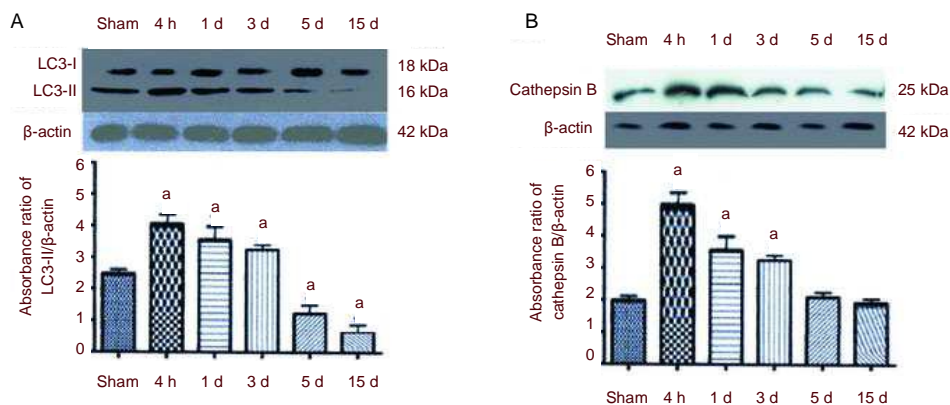 A
Sham 4 h 1 d 3 d 5 d 15 d
LC3-I 18 kDa
LC3-II 16 kDa
β-actin 42 kDa
Absorbance ratio of
LC3-II/β-actin
6
5
4
3
2
1
0
a a a a a
Sham 4 h 1 d 3 d 5 d 15 d
B
Sham 4 h 1 d 3 d 5 d 15 d
Cathepsin B 25 kDa
β-actin 42 kDa
Absorbance ratio of
cathepsin B/β-actin
6
5
4
3
2
1
0
a a a
Sham 4 h 1 d 3 d 5 d 15 d